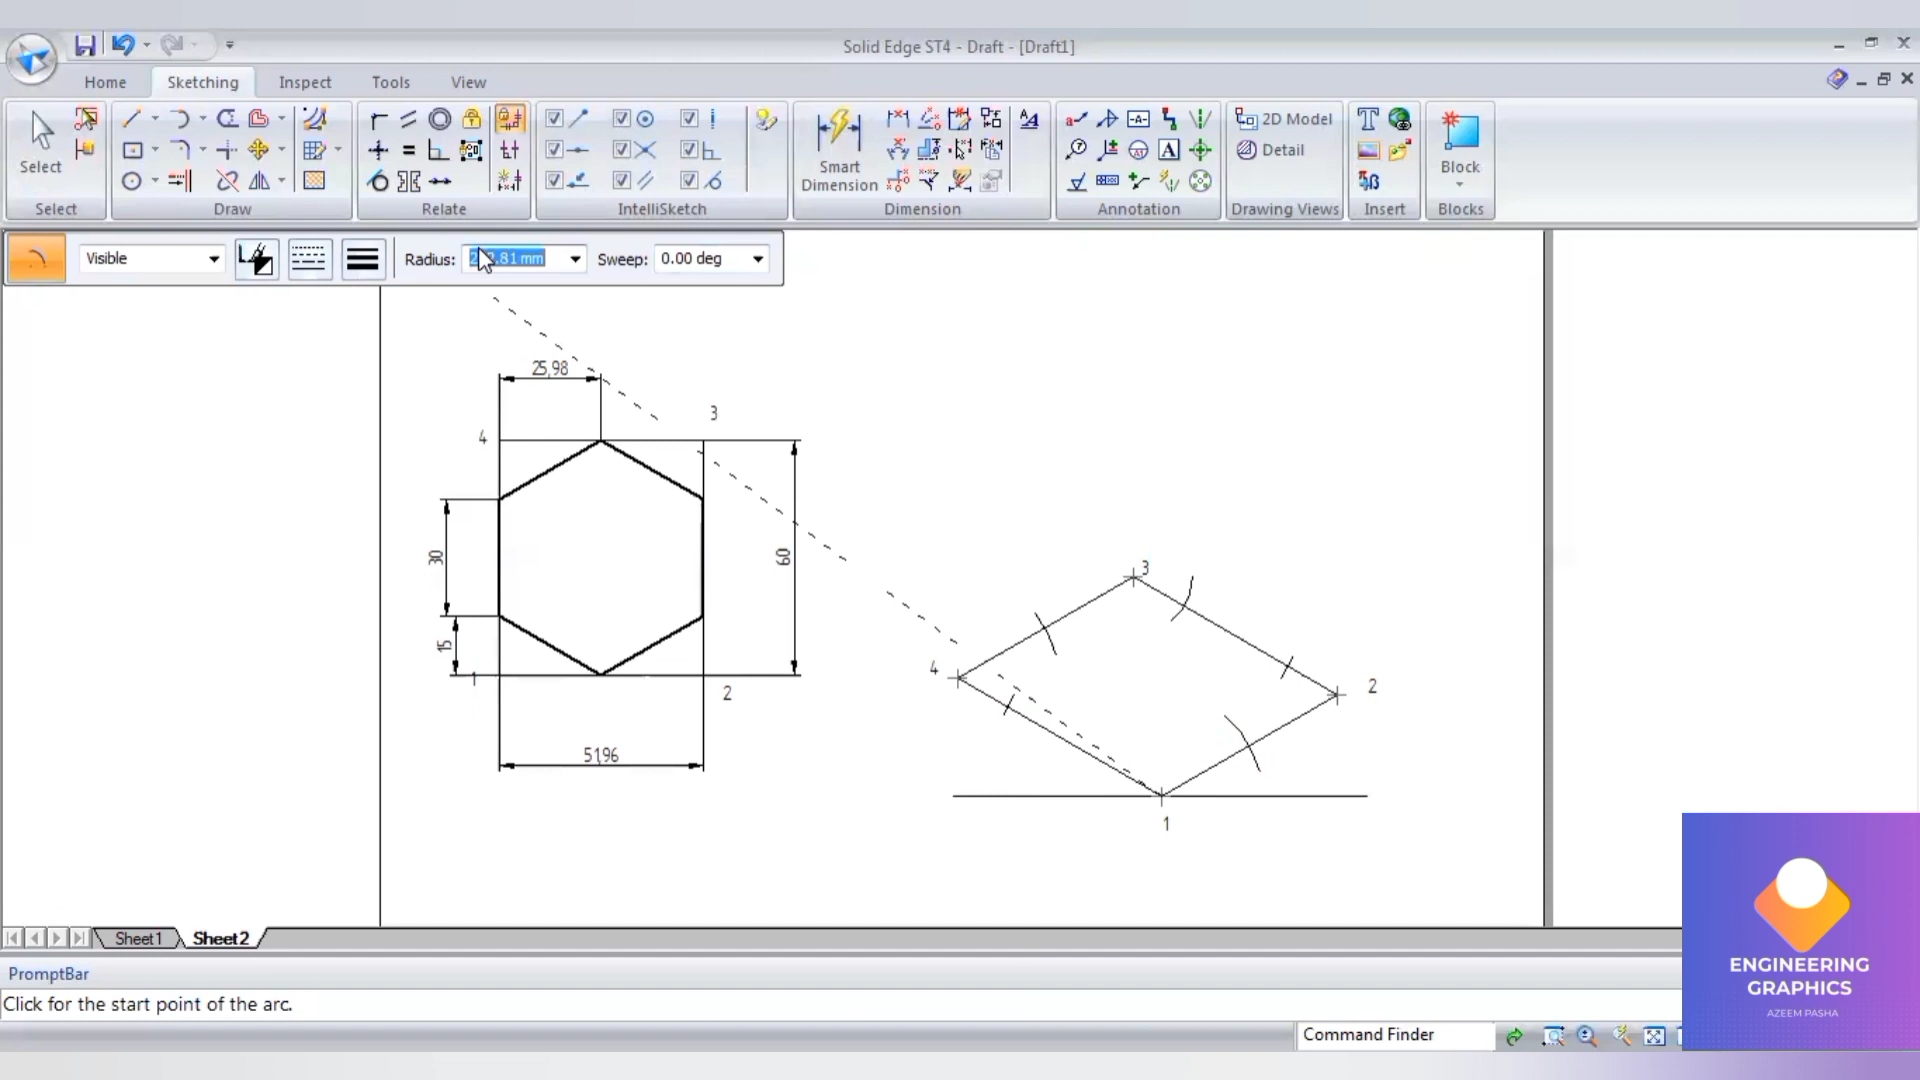 Solid Edge ST4 - Draft - [Draft1]
Home Sketching Inspect Tools View
Select
Smart Dimension
2D Model
Detail
Block
Select Draw Relate IntelliSketch Dimension Annotation Drawing Views Insert Blocks
Visible Radius: .81 mm Sweep: 0.00 deg
25,98
3
4
30
60
15
1
2
51,96
3
4
2
1
Sheet1 Sheet2
PromptBar
Click for the start point of the arc.
Command Finder
ENGINEERING
GRAPHICS
AZEEM PASHA